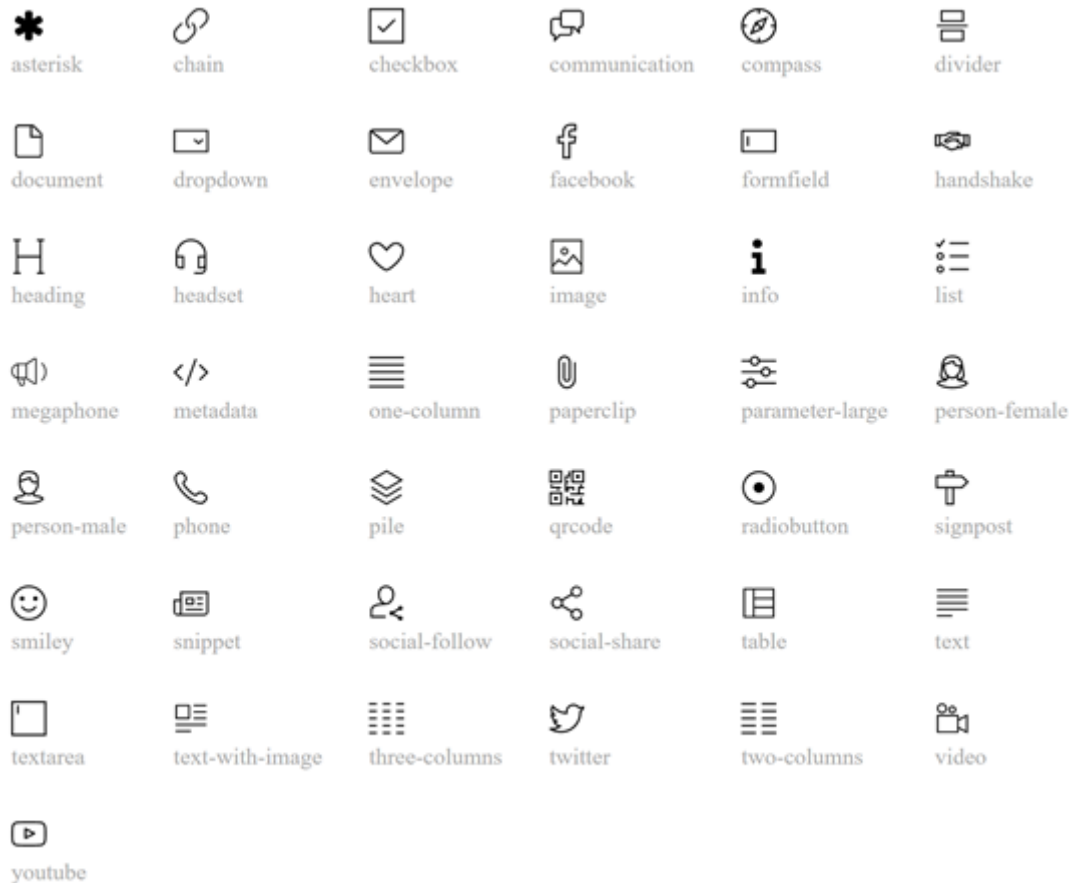 asterisk chain checkbox communication compass divider
document dropdown envelope facebook formfield handshake
heading headset heart image info list
megaphone metadata one-column paperclip parameter-large person-female
person-male phone pile qrcode radiobutton signpost
smiley snippet social-follow social-share table text
textarea text-with-image three-columns twitter two-columns video
youtube